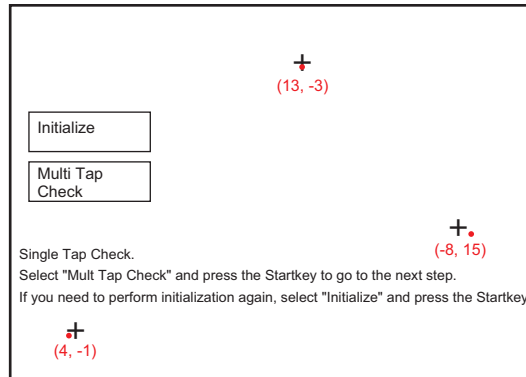 (13, -3)
Initialize
Multi Tap
Check
(-8, 15)
Single Tap Check.
Select "Mult Tap Check" and press the Startkey to go to the next step.
If you need to perform initialization again, select "Initialize" and press the Startkey
(4, -1)